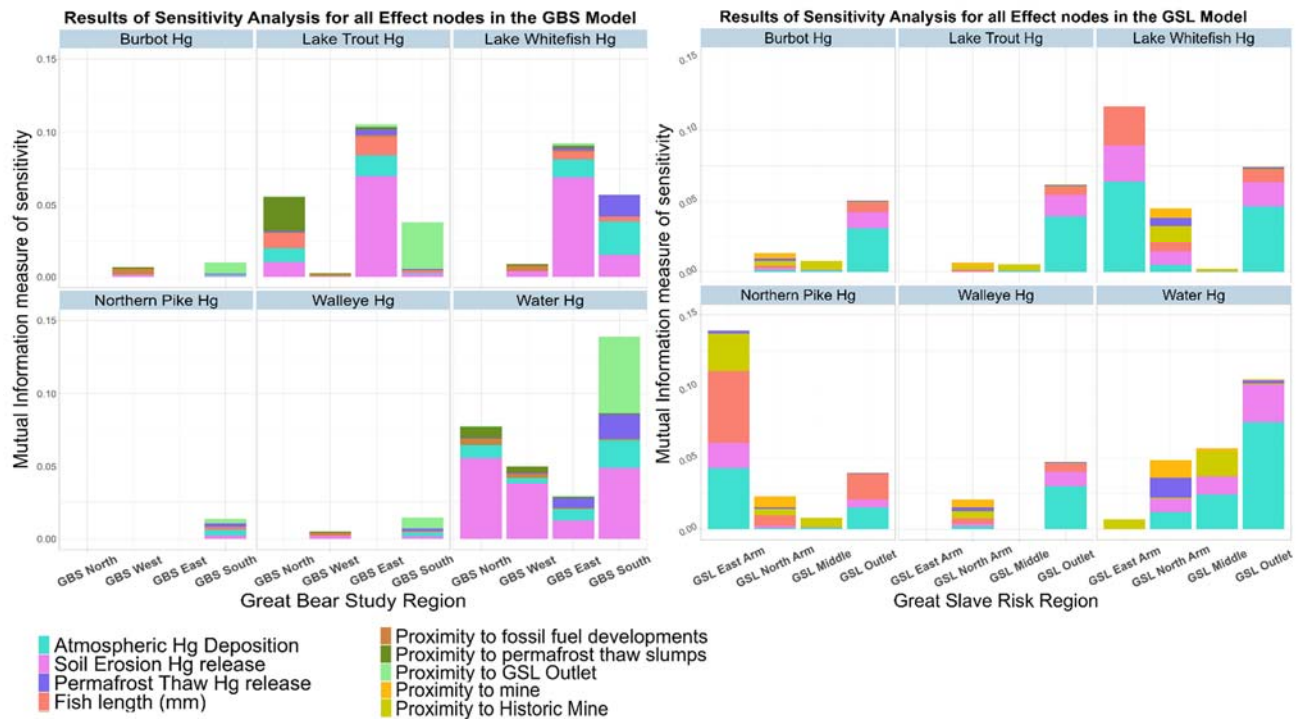 Results of Sensitivity Analysis for all Effect nodes in the GBS Model
Burbot Hg
Lake Trout Hg
Lake Whitefish Hg
0.15
0.10
0.05
0.00
Northern Pike Hg
Walleye Hg
Water Hg
0.15
0.10
0.05
0.00
Mutual Information measure of sensitivity
GBS North
GBS West
GBS East
GBS South
GBS North
GBS West
GBS East
GBS South
GBS North
GBS West
GBS East
GBS South
Great Bear Study Region
Results of Sensitivity Analysis for all Effect nodes in the GSL Model
Burbot Hg
Lake Trout Hg
Lake Whitefish Hg
0.15
0.10
0.05
0.00
Northern Pike Hg
Walleye Hg
Water Hg
0.15
0.10
0.05
0.00
Mutual Information measure of sensitivity
GSL East Arm
GSL North Arm
GSL Middle
GSL Outlet
GSL East Arm
GSL North Arm
GSL Middle
GSL Outlet
GSL East Arm
GSL North Arm
GSL Middle
GSL Outlet
Great Slave Risk Region
Atmospheric Hg Deposition
Soil Erosion Hg release
Permafrost Thaw Hg release
Fish length (mm)
Proximity to fossil fuel developments
Proximity to permafrost thaw slumps
Proximity to GSL Outlet
Proximity to mine
Proximity to Historic Mine